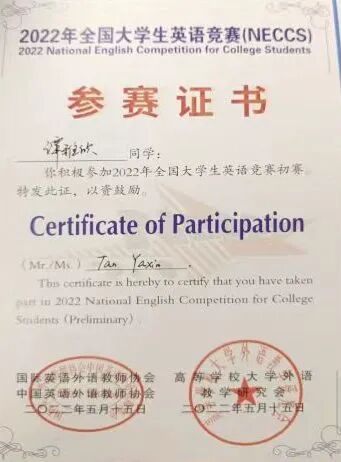 2022年全国大学生英语竞赛(NECCS)
2022 National English Competition for College Students
参赛证书
谭雅欣 同学:
你积极参加2022年全国大学生英语竞赛初赛。
特发此证,以资鼓励。
Certificate of Participation
(Mr./Ms.) Tan Yaxin .
This certificate is hereby to certify that you have taken
part in 2022 National English Competition for College
Students (Preliminary).
国际英语外语教师协会 高等学校大学外语
中国英语外语教师协会 教学研究会
二〇二二年五月十五日 二〇二二年五月十五日